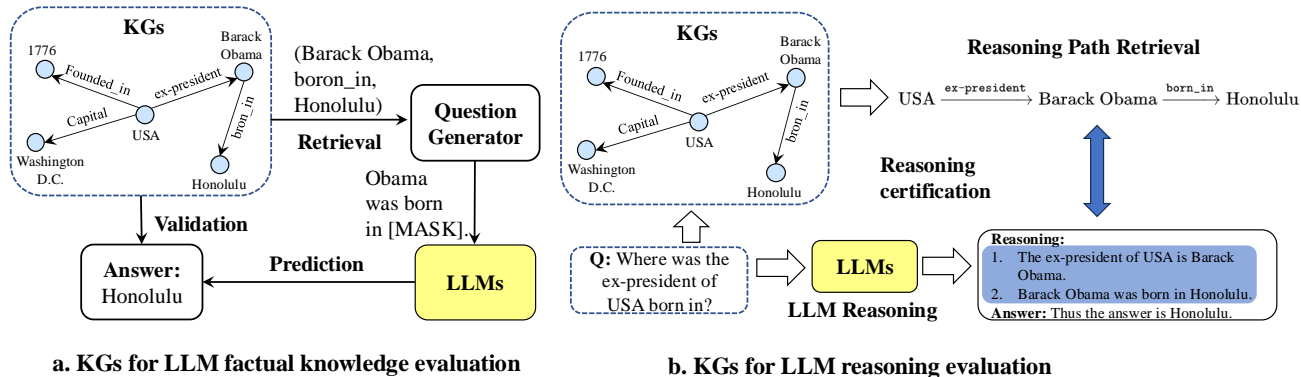 KGs
1776
Barack
Obama
Founded_in
ex-president
Capital
USA
bron_in
Washington
D.C.
Honolulu
(Barack Obama,
boron_in,
Honolulu)
Retrieval
Question
Generator
Obama
was born
in [MASK].
Validation
Answer:
Honolulu
Prediction
LLMs
a. KGs for LLM factual knowledge evaluation
KGs
1776
Barack
Obama
Founded_in
ex-president
Capital
USA
bron_in
Washington
D.C.
Honolulu
Reasoning Path Retrieval
USA ex-president Barack Obama born_in Honolulu
Reasoning
certification
Q: Where was the
ex-president of
USA born in?
LLMs
LLM Reasoning
Reasoning:
1. The ex-president of USA is Barack
Obama.
2. Barack Obama was born in Honolulu.
Answer: Thus the answer is Honolulu.
b. KGs for LLM reasoning evaluation